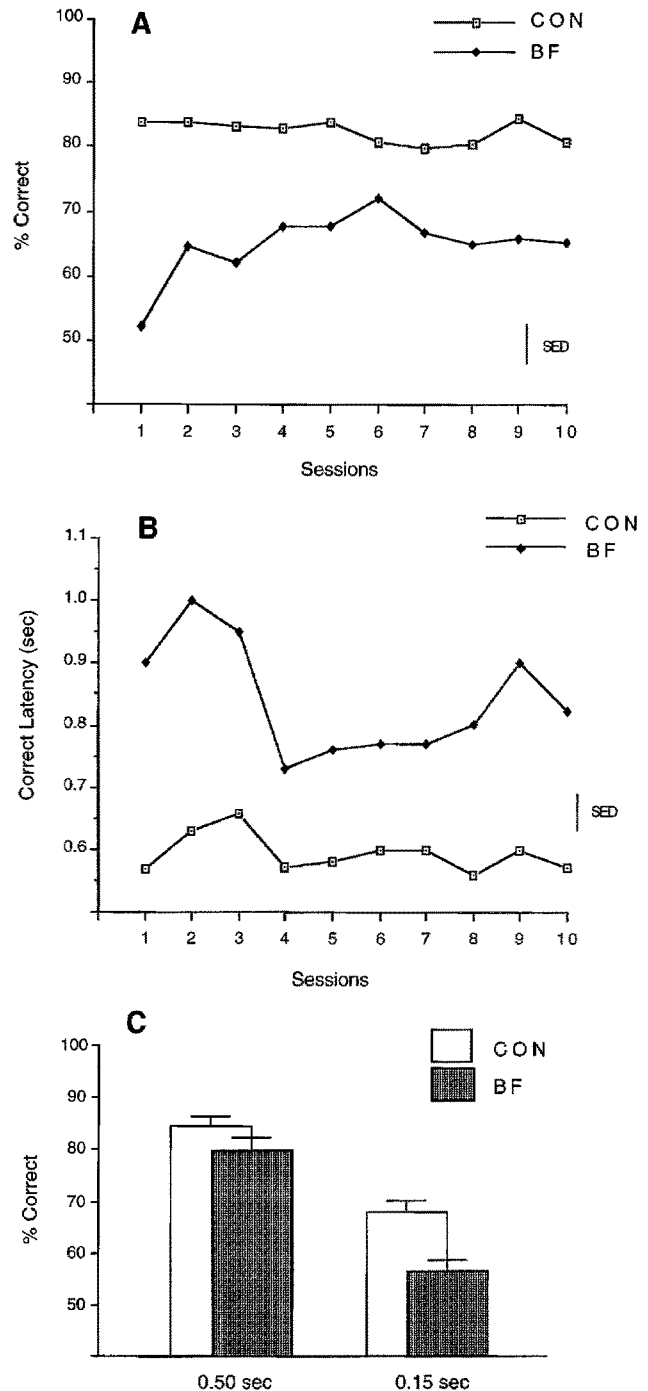 A
CON
BF
100
90
80
70
60
50
% Correct
SED
1 2 3 4 5 6 7 8 9 10
Sessions
B
CON
BF
1.1
1.0
0.9
0.8
0.7
0.6
Correct Latency (sec)
SED
1 2 3 4 5 6 7 8 9 10
Sessions
C
CON
BF
100
90
80
70
60
50
% Correct
0.50 sec 0.15 sec